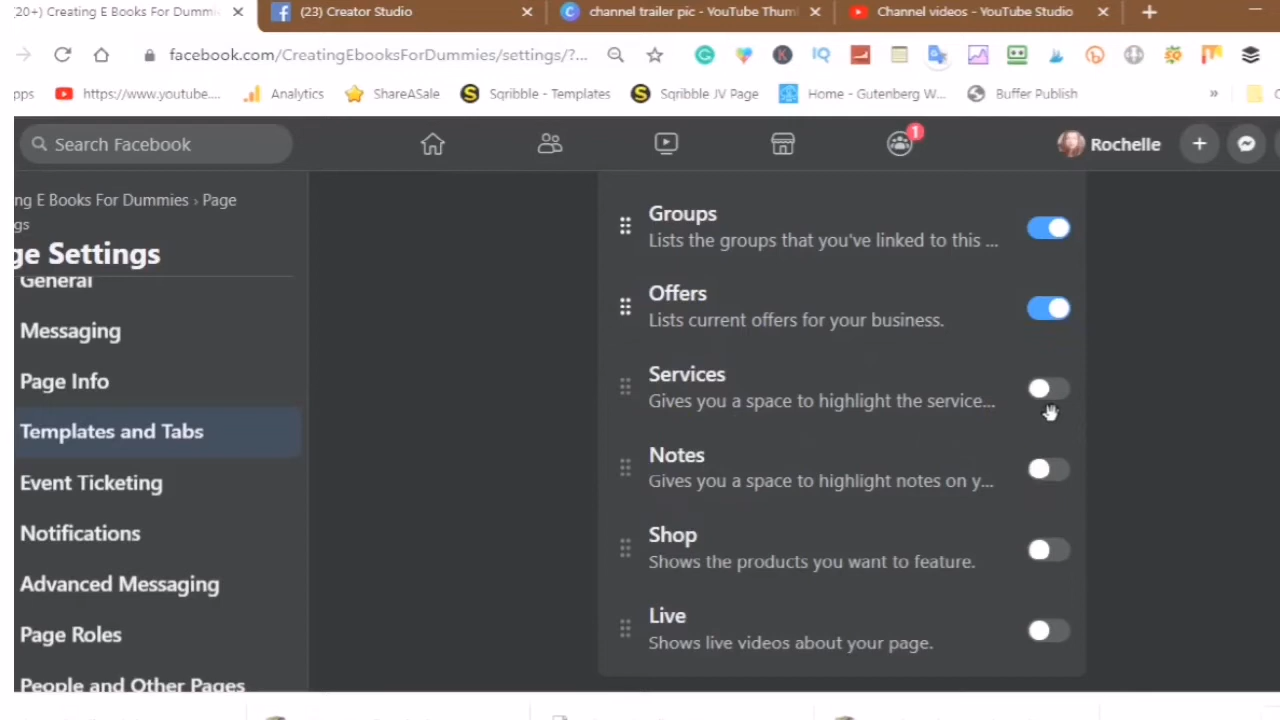 20+) Creating E Books For Dummi
(23) Creator Studio
channel trailer pic - YouTube Thum
Channel videos - YouTube Studio
facebook.com/CreatingEbooksForDummies/settings/?...
pps
https://www.youtube....
Analytics
ShareASale
Sqribble - Templates
Sqribble JV Page
Home - Gutenberg W...
Buffer Publish
»
Search Facebook
1
Rochelle
ng E Books For Dummies › Page
gs
ge Settings
General
Messaging
Page Info
Templates and Tabs
Event Ticketing
Notifications
Advanced Messaging
Page Roles
People and Other Pages
Groups
Lists the groups that you've linked to this ...
Offers
Lists current offers for your business.
Services
Gives you a space to highlight the service...
Notes
Gives you a space to highlight notes on y...
Shop
Shows the products you want to feature.
Live
Shows live videos about your page.